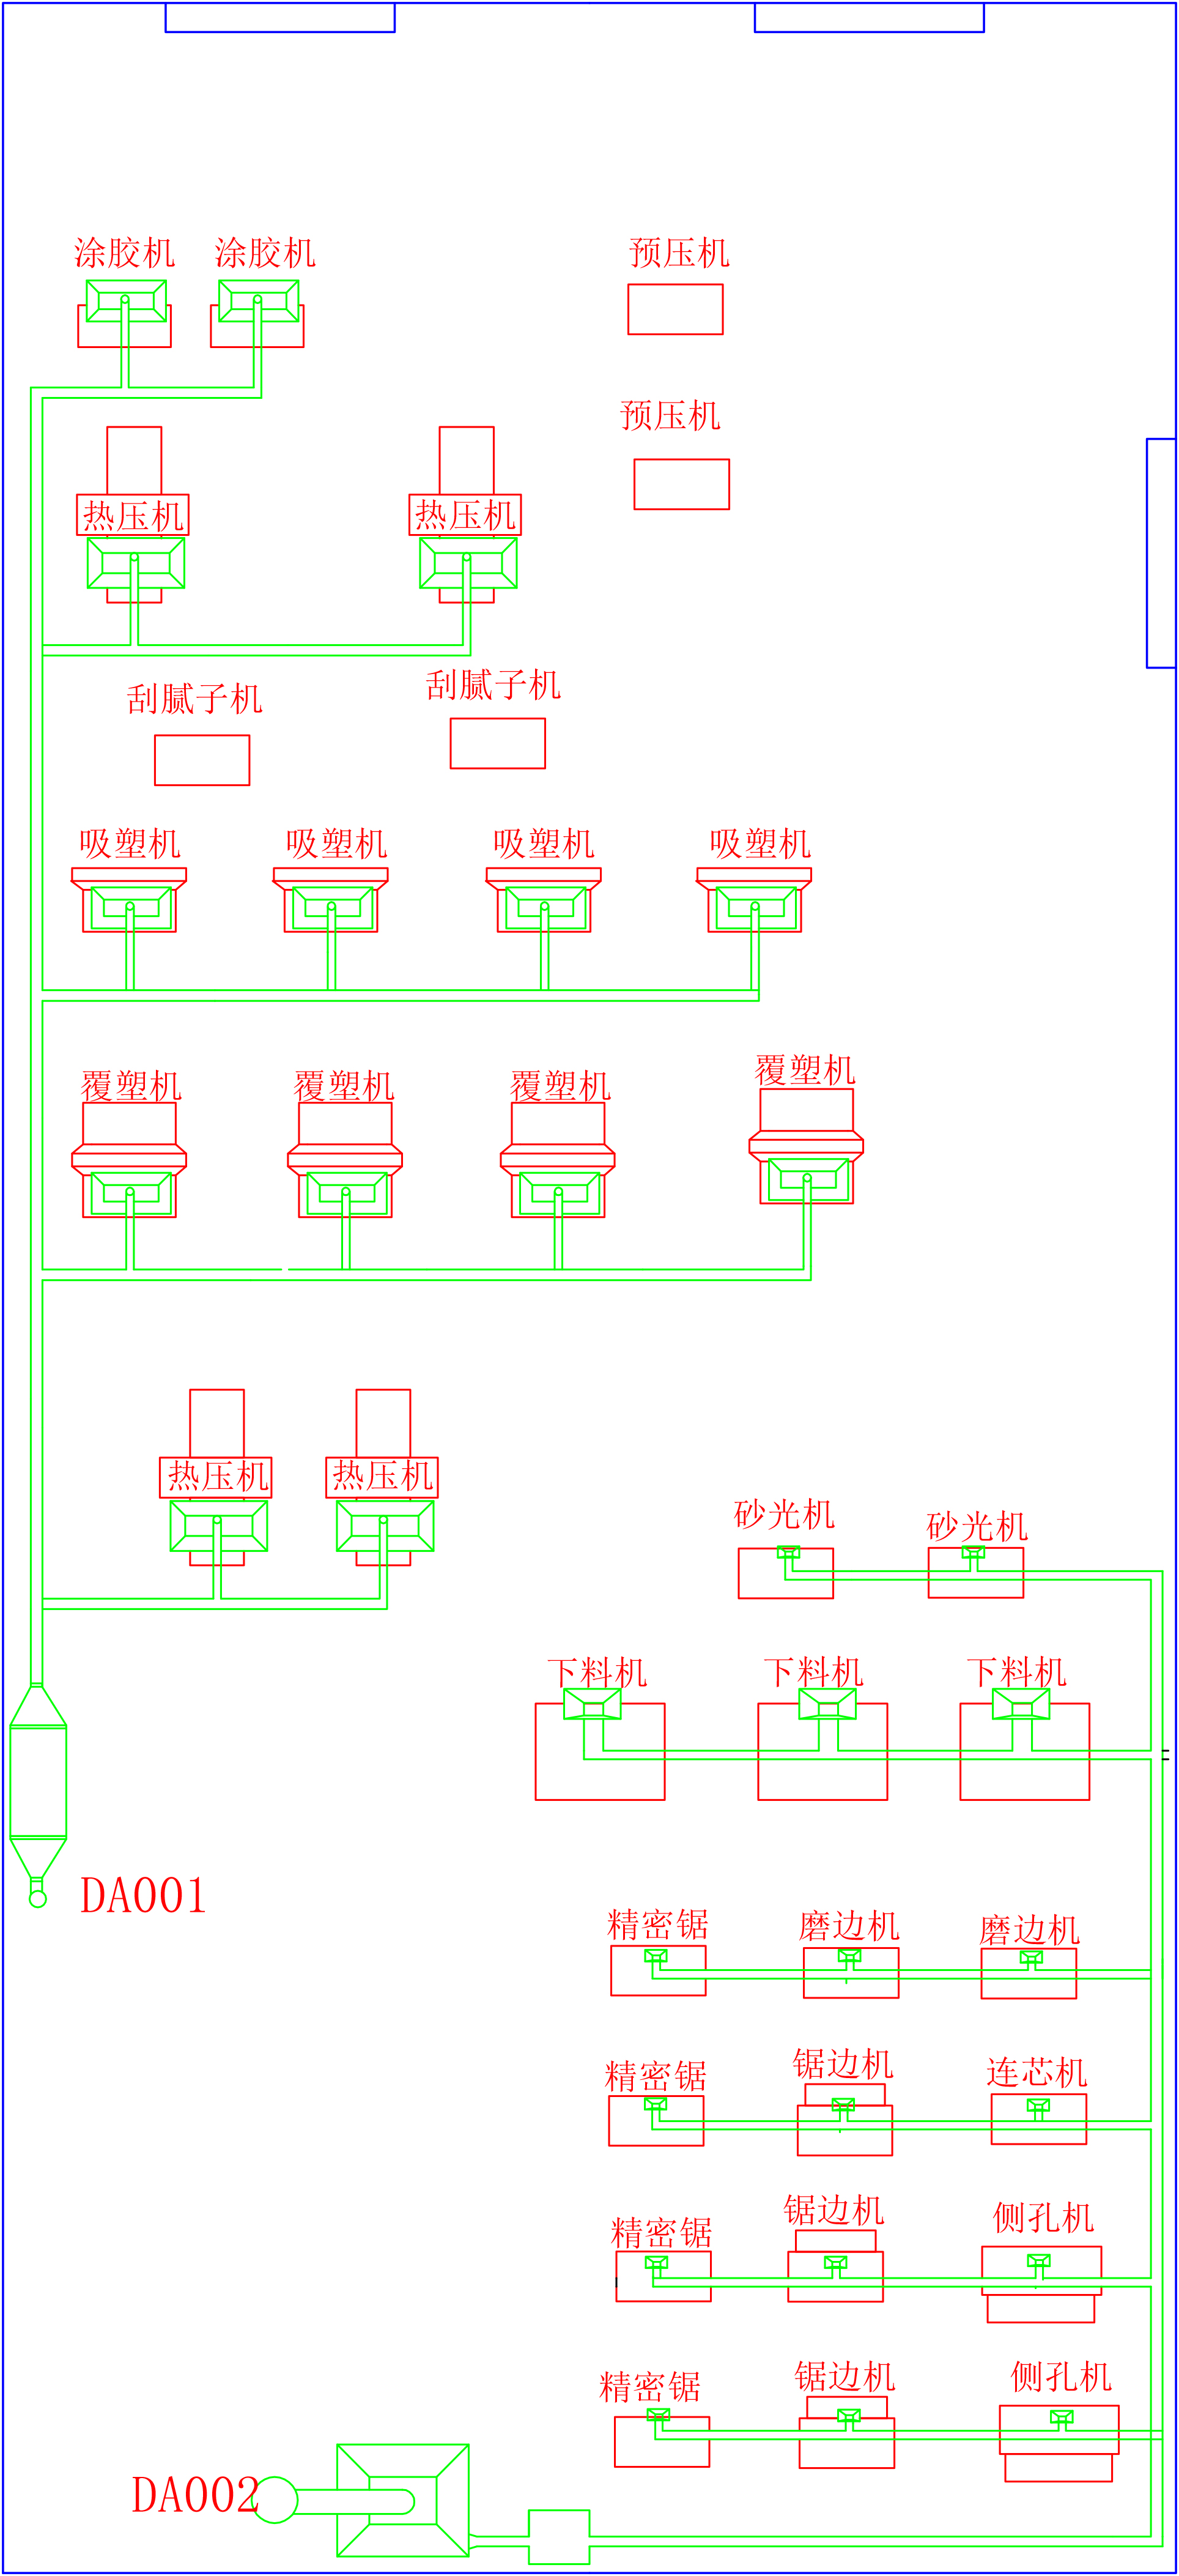 涂胶机 涂胶机 预压机
预压机
热压机 热压机
刮腻子机 刮腻子机
吸塑机 吸塑机 吸塑机 吸塑机
覆塑机 覆塑机 覆塑机 覆塑机
热压机 热压机
砂光机 砂光机
下料机 下料机 下料机
DA001
精密锯 磨边机 磨边机
精密锯 锯边机 连芯机
精密锯 锯边机 侧孔机
精密锯 锯边机 侧孔机
DA002